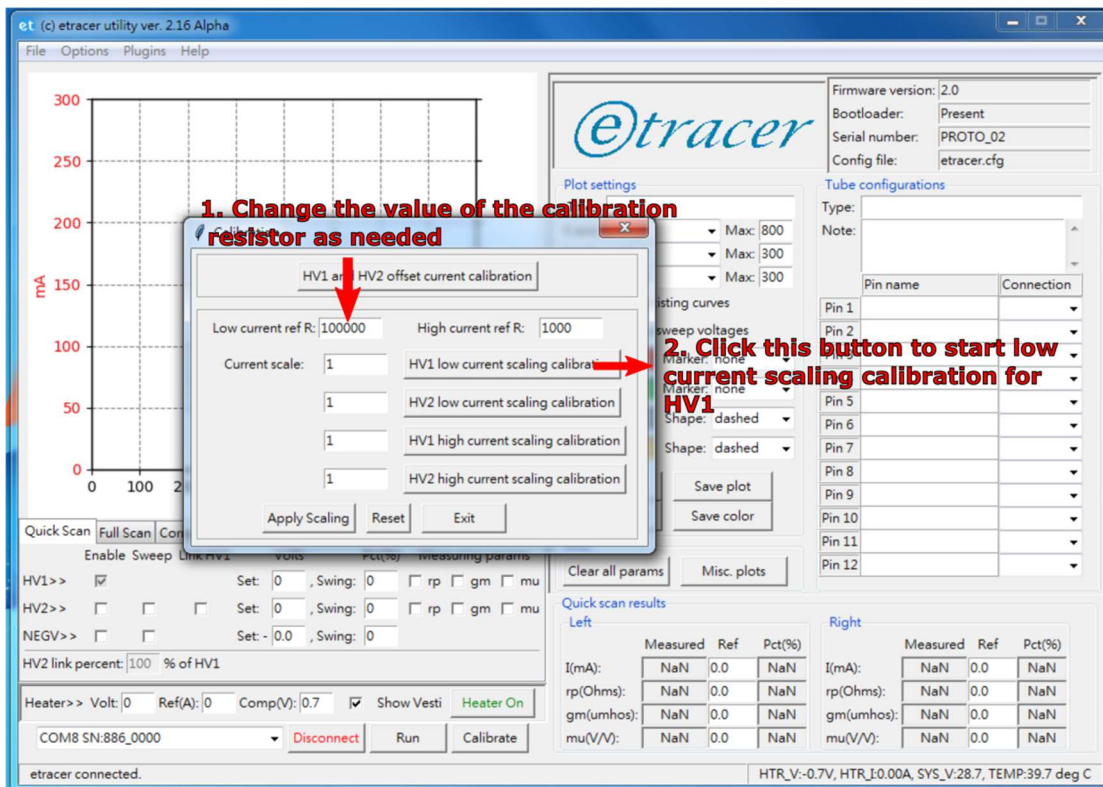 et (c) etracer utility ver. 2.16 Alpha
File Options Plugins Help
300
250
200
150
100
50
0
mA
0 100
etracer
Firmware version: 2.0
Bootloader: Present
Serial number: PROTO_02
Config file: etracer.cfg
Plot settings
Max: 800
Max: 300
Max: 300
isting curves
sweep voltages
Marker: none
Marker: none
Shape: dashed
Shape: dashed
Save plot
Save color
Clear all params Misc. plots
Tube configurations
Type:
Note:
Pin name Connection
Pin 1
Pin 2
Pin 5
Pin 6
Pin 7
Pin 8
Pin 9
Pin 10
Pin 11
Pin 12
1. Change the value of the calibration
resistor as needed
HV1 and HV2 offset current calibration
Low current ref R: 100000 High current ref R: 1000
Current scale: 1 HV1 low current scaling calibratio
1 HV2 low current scaling calibration
1 HV1 high current scaling calibration
1 HV2 high current scaling calibration
Apply Scaling Reset Exit
2. Click this button to start low
current scaling calibration for
HV1
Quick Scan Full Scan
Enable Sweep Link HV1 Volts Pct(%) Measuring params
HV1>> Set: 0 , Swing: 0 rp gm mu
HV2>> Set: 0 , Swing: 0 rp gm mu
NEGV>> Set: - 0.0 , Swing: 0
HV2 link percent: 100 % of HV1
Heater>> Volt: 0 Ref(A): 0 Comp(V): 0.7 Show Vesti Heater On
COM8 SN:886_0000 Disconnect Run Calibrate
Quick scan results
Left
Measured Ref Pct(%)
I(mA): NaN 0.0 NaN
rp(Ohms): NaN 0.0 NaN
gm(umhos): NaN 0.0 NaN
mu(V/V): NaN 0.0 NaN
Right
Measured Ref Pct(%)
I(mA): NaN 0.0 NaN
rp(Ohms): NaN 0.0 NaN
gm(umhos): NaN 0.0 NaN
mu(V/V): NaN 0.0 NaN
etracer connected.
HTR_V:-0.7V, HTR_I:0.00A, SYS_V:28.7, TEMP:39.7 deg C